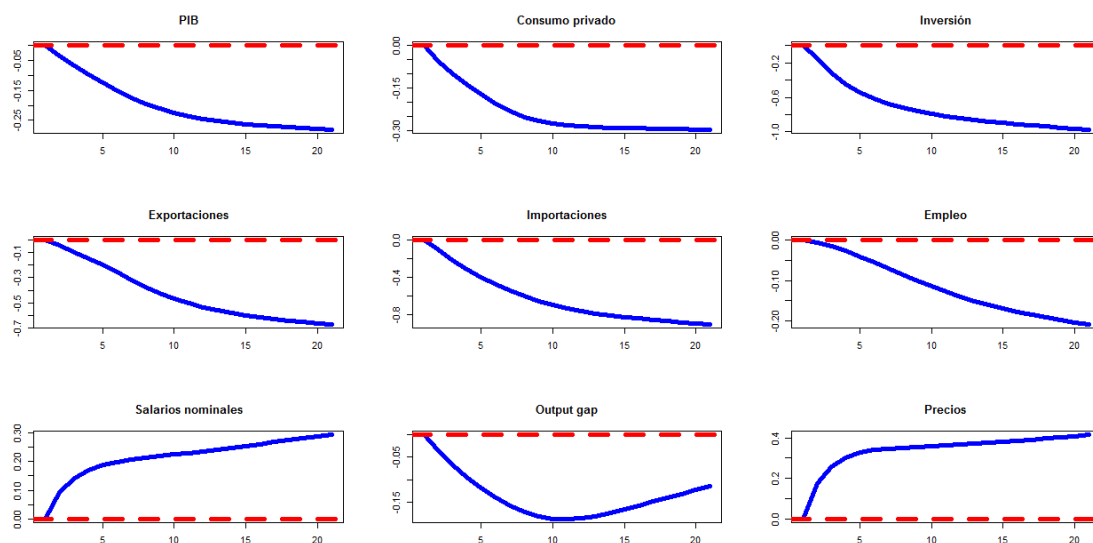 PIB
-0.05
-0.15
-0.25
5 10 15 20
Consumo privado
0.00
-0.15
-0.30
5 10 15 20
Inversión
-0.2
-0.6
-1.0
5 10 15 20
Exportaciones
-0.1
-0.3
-0.5
-0.7
5 10 15 20
Importaciones
0.0
-0.4
-0.8
5 10 15 20
Empleo
0.00
-0.10
-0.20
5 10 15 20
Salarios nominales
0.30
0.20
0.10
0.00
5 10 15 20
Output gap
-0.05
-0.15
5 10 15 20
Precios
0.4
0.2
0.0
5 10 15 20